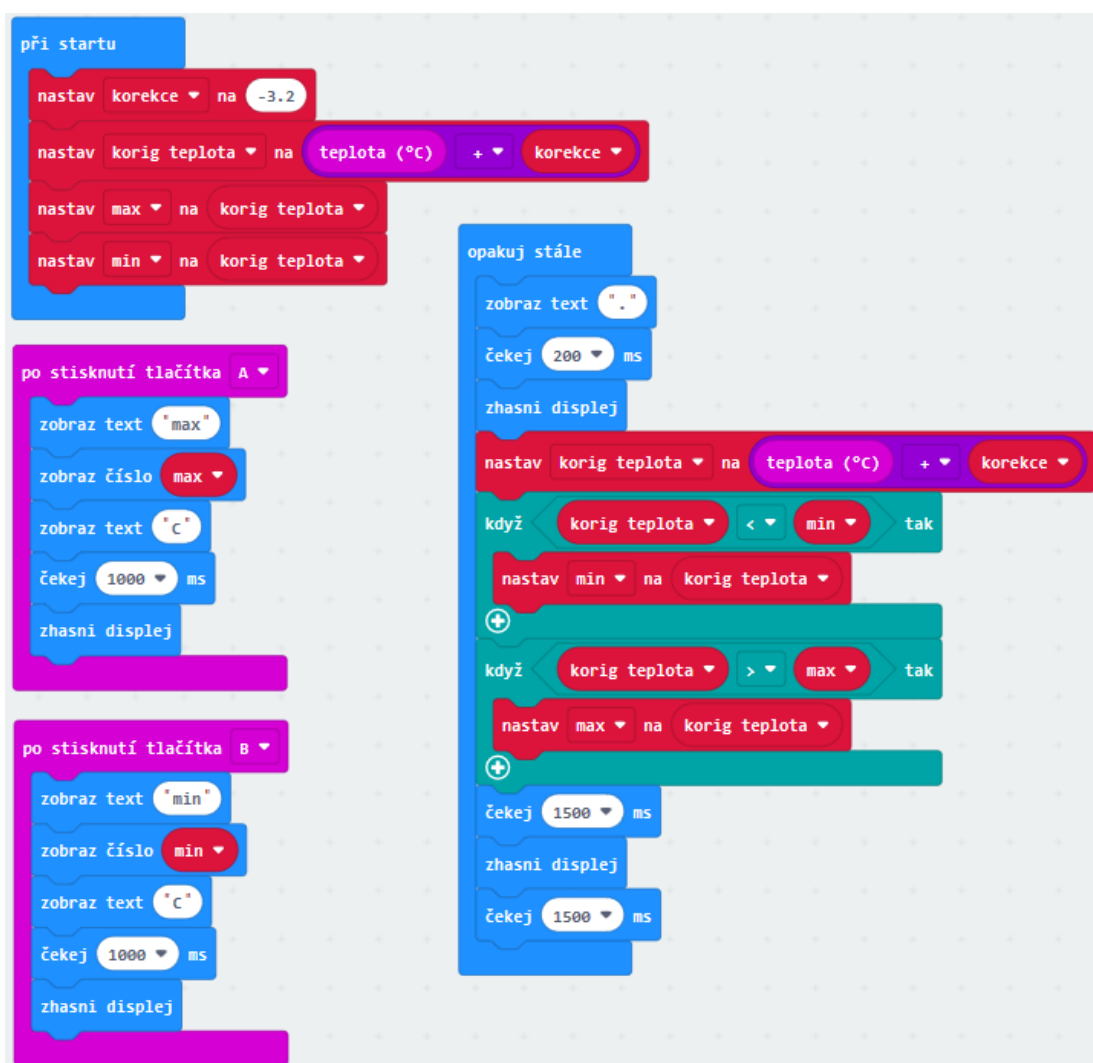 při startu
nastav korekce na -3.2
nastav korig teplota na teplota (°C) + korekce
nastav max na korig teplota
nastav min na korig teplota
po stisknutí tlačítka A
zobraz text "max"
zobraz číslo max
zobraz text "C"
čekej 1000 ms
zhasni displej
po stisknutí tlačítka B
zobraz text "min"
zobraz číslo min
zobraz text "C"
čekej 1000 ms
zhasni displej
opakuj stále
zobraz text "."
čekej 200 ms
zhasni displej
nastav korig teplota na teplota (°C) + korekce
když korig teplota < min tak
nastav min na korig teplota
když korig teplota > max tak
nastav max na korig teplota
čekej 1500 ms
zhasni displej
čekej 1500 ms